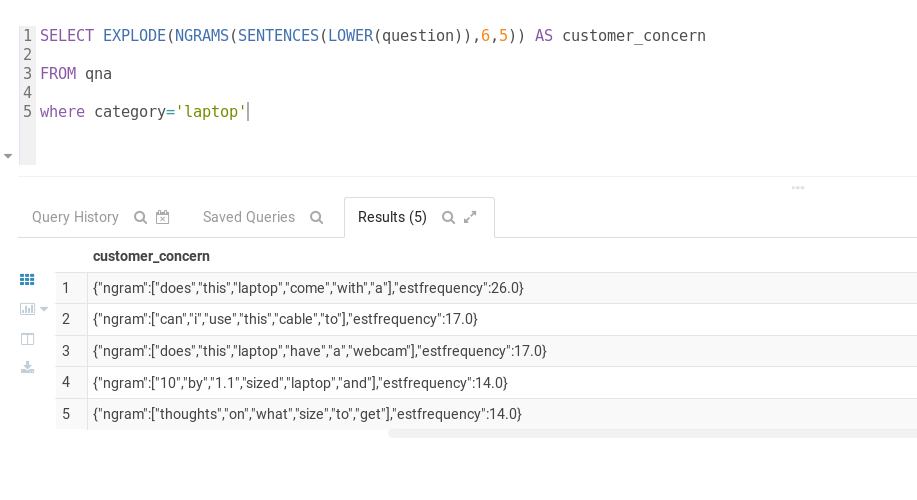 1 SELECT EXPLODE(NGRAMS(SENTENCES(LOWER(question)),6,5)) AS customer_concern
2
3 FROM qna
4
5 where category='laptop'
Query History Saved Queries Results (5)
customer_concern
1 {"ngram":["does","this","laptop","come","with","a"],"estfrequency":26.0}
2 {"ngram":["can","i","use","this","cable","to"],"estfrequency":17.0}
3 {"ngram":["does","this","laptop","have","a","webcam"],"estfrequency":17.0}
4 {"ngram":["10","by","1.1","sized","laptop","and"],"estfrequency":14.0}
5 {"ngram":["thoughts","on","what","size","to","get"],"estfrequency":14.0}